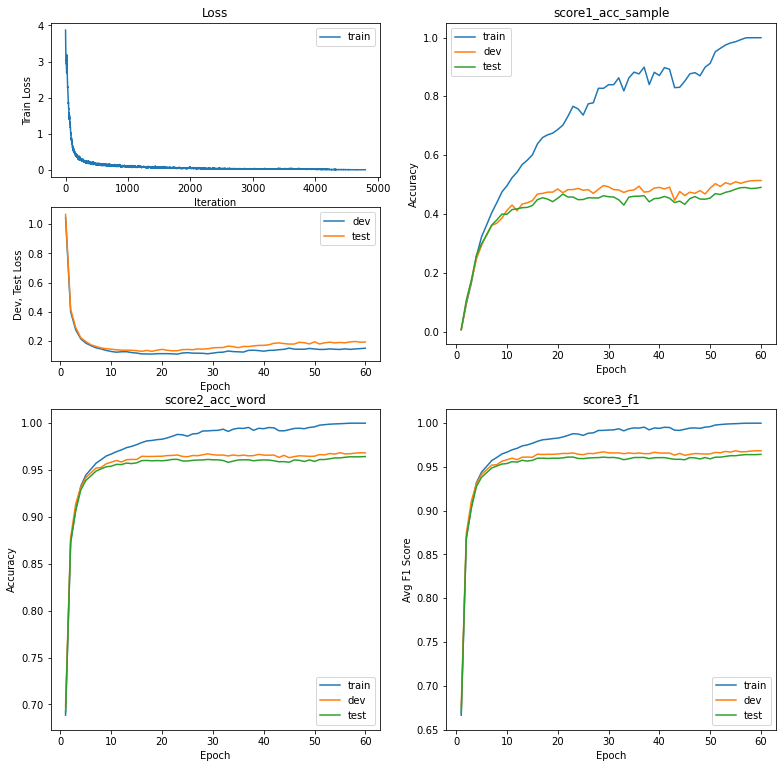 Loss
4
3
2
1
0
Train Loss
train
0 1000 2000 3000 4000 5000
Iteration
1.0
0.8
0.6
0.4
0.2
Dev, Test Loss
dev
test
0 10 20 30 40 50 60
Epoch
score1_acc_sample
1.0
0.8
0.6
0.4
0.2
0.0
Accuracy
train
dev
test
0 10 20 30 40 50 60
Epoch
score2_acc_word
1.00
0.95
0.90
0.85
0.80
0.75
0.70
Accuracy
train
dev
test
0 10 20 30 40 50 60
Epoch
score3_f1
1.00
0.95
0.90
0.85
0.80
0.75
0.70
0.65
Avg F1 Score
train
dev
test
0 10 20 30 40 50 60
Epoch